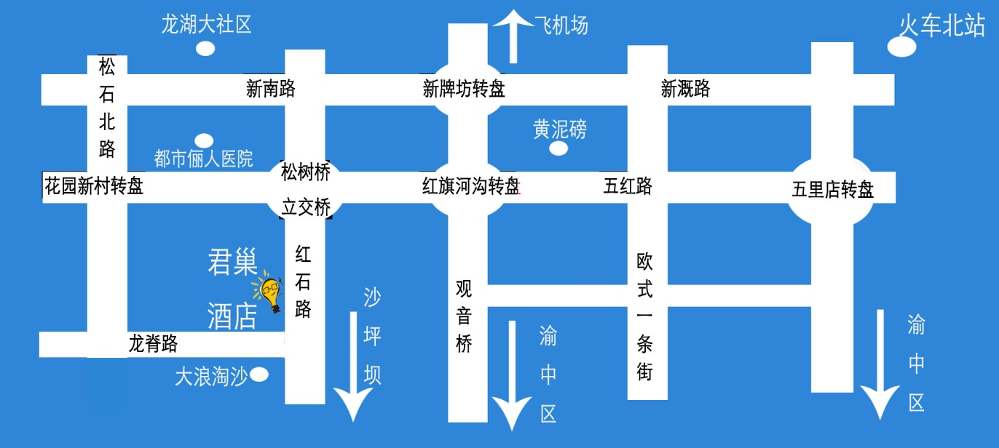 龙湖大社区
飞机场
火车北站
松石北路
新南路
新牌坊转盘
新溉路
黄泥磅
都市俪人医院
花园新村转盘
松树桥
立交桥
红旗河沟转盘
五红路
五里店转盘
君巢
酒店
红石路
沙坪坝
观音桥
欧式一条街
渝中区
渝中区
龙脊路
大浪淘沙